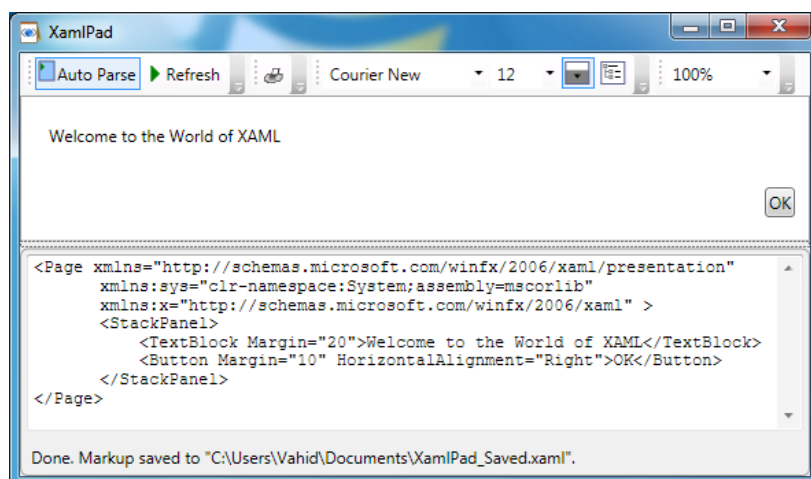 XamlPad
Auto Parse Refresh Courier New 12 100%
Welcome to the World of XAML
OK
<Page xmlns="http://schemas.microsoft.com/winfx/2006/xaml/presentation"
xmlns:sys="clr-namespace:System;assembly=mscorlib"
xmlns:x="http://schemas.microsoft.com/winfx/2006/xaml" >
<StackPanel>
<TextBlock Margin="20">Welcome to the World of XAML</TextBlock>
<Button Margin="10" HorizontalAlignment="Right">OK</Button>
</StackPanel>
</Page>
Done. Markup saved to "C:\Users\Vahid\Documents\XamlPad_Saved.xaml".